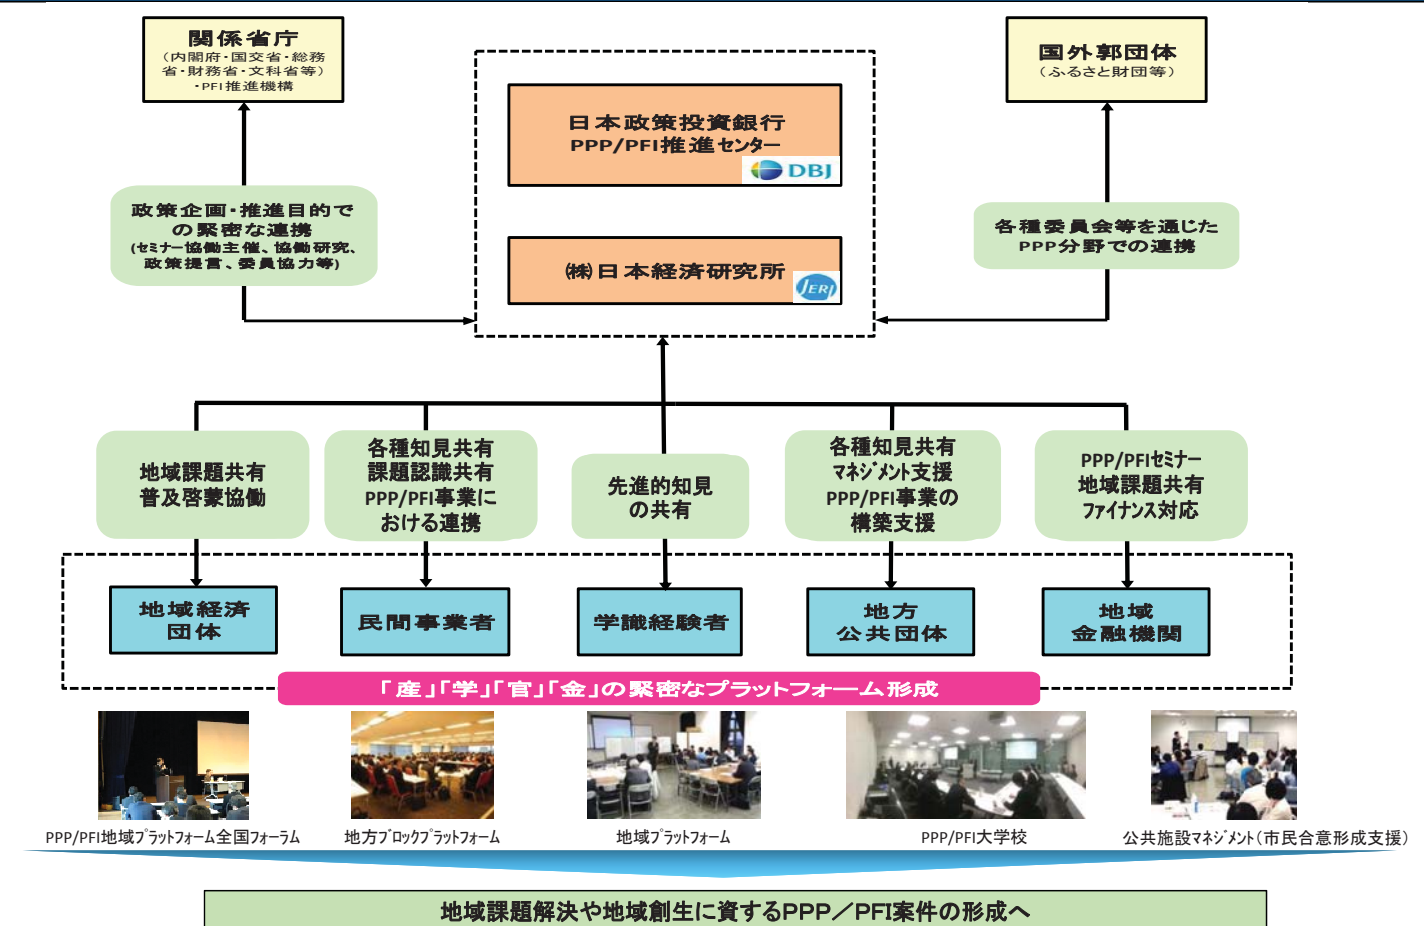 関係省庁
（内閣府・国交省・総務
省・財務省・文科省等）
・PFI推進機構
国外郭団体
（ふるさと財団等）
日本政策投資銀行
PPP/PFI推進センター
DBJ
㈱日本経済研究所
JERI
政策企画・推進目的で
の緊密な連携
（セミナー協働主催、協働研究、
政策提言、委員協力等）
各種委員会等を通じた
PPP分野での連携
地域課題共有
普及啓蒙協働
各種知見共有
課題認識共有
PPP/PFI事業に
おける連携
先進的知見
の共有
各種知見共有
マネジメント支援
PPP/PFI事業の
構築支援
PPP/PFIセミナー
地域課題共有
ファイナンス対応
地域経済
団体
民間事業者
学識経験者
地方
公共団体
地域
金融機関
「産」「学」「官」「金」の緊密なプラットフォーム形成
PPP/PFI地域プラットフォーム全国フォーラム
地方ブロックプラットフォーム
地域プラットフォーム
PPP/PFI大学校
公共施設マネジメント（市民合意形成支援）
地域課題解決や地域創生に資するPPP／PFI案件の形成へ